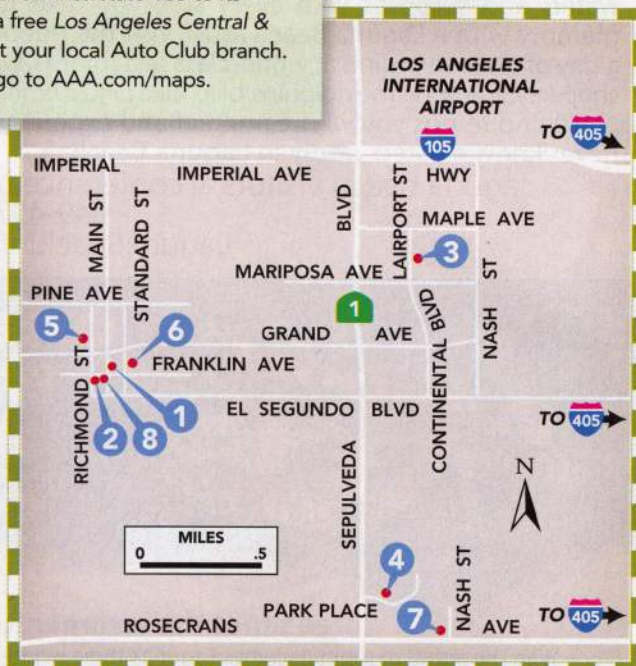 a free Los Angeles Central &
t your local Auto Club branch.
go to AAA.com/maps.
LOS ANGELES
INTERNATIONAL
AIRPORT
105
TO 405
IMPERIAL
IMPERIAL AVE
HWY
MAIN ST
STANDARD ST
BLVD
LAIRPORT ST
MAPLE AVE
3
MARIPOSA AVE
NASH ST
PINE AVE
1
CONTINENTAL BLVD
5
6
GRAND AVE
FRANKLIN AVE
RICHMOND ST
2
8
1
EL SEGUNDO BLVD
TO 405
SEPULVEDA
N
MILES
0 .5
4
PARK PLACE
7
NASH ST
TO 405
ROSECRANS AVE